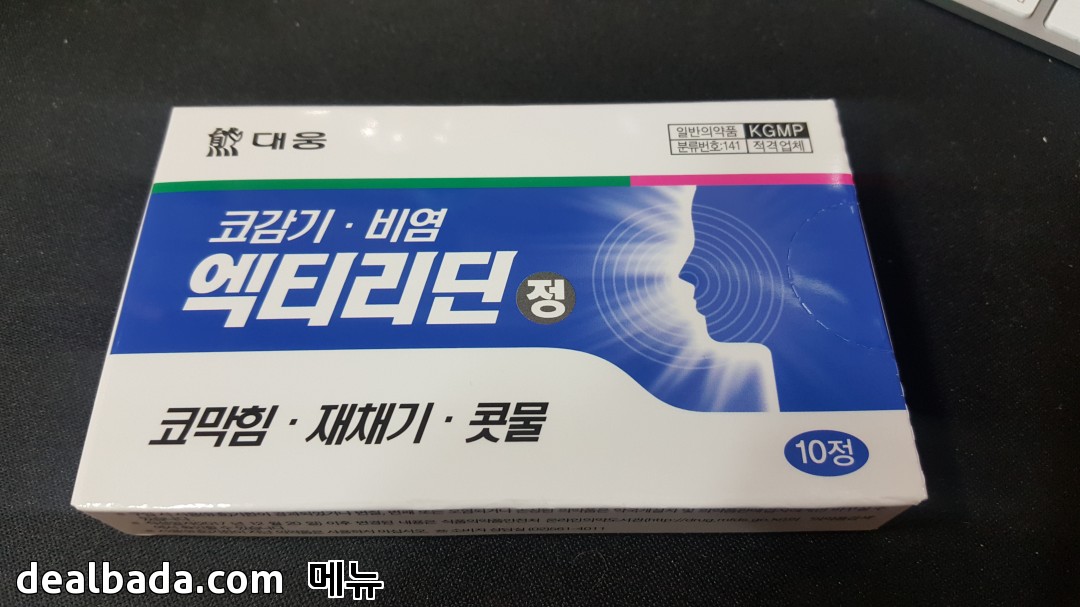 대웅
일반의약품 KGMP
분류번호:141 적격업체
코감기 · 비염
엑티리딘 정
코막힘 · 재채기 · 콧물
10정
dealbada.com 메뉴